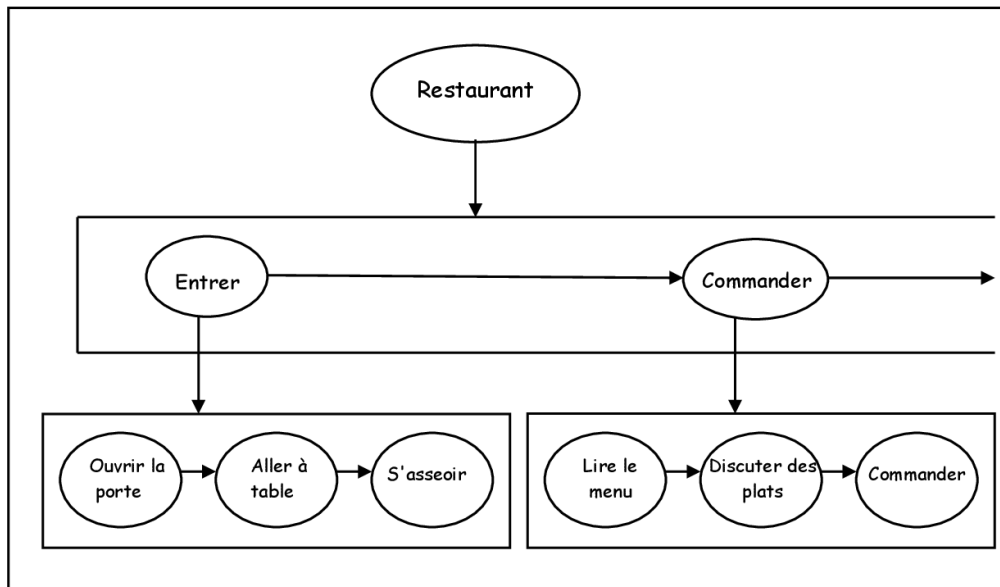 Restaurant
Entrer
Commander
Ouvrir la
porte
Aller à
table
S'asseoir
Lire le
menu
Discuter des
plats
Commander